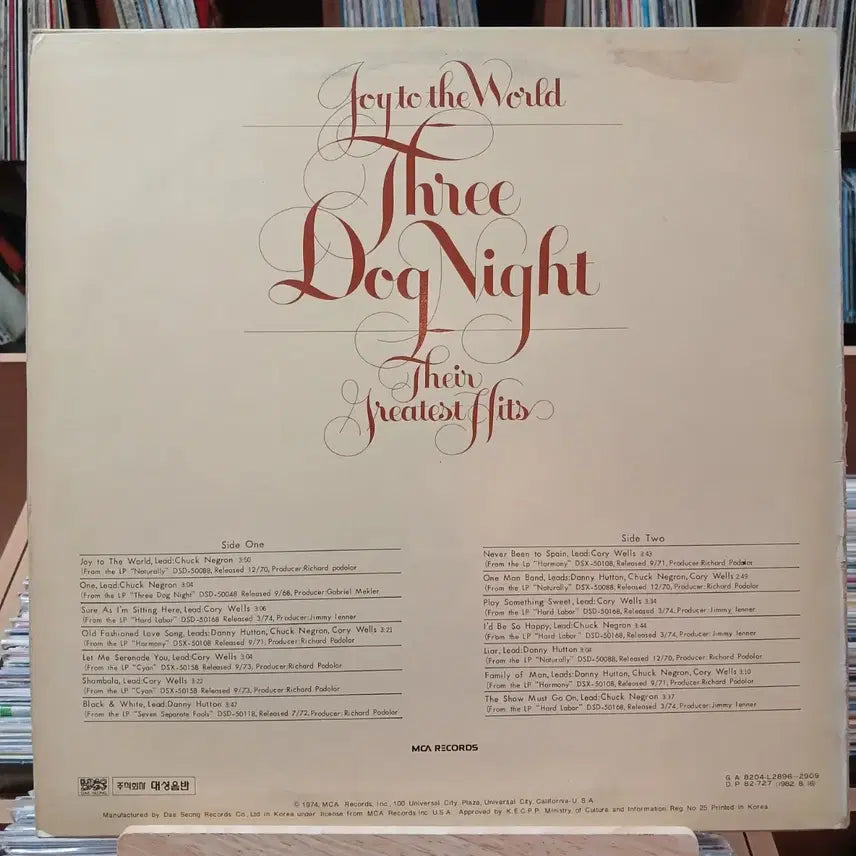 Joy to the World
Three
Dog Night
Their
Greatest Hits
Side One
Joy to The World, Lead:Chuck Negron 3:50
(From the LP "Naturally" DSD-50088, Released 12/70, Producer:Richard podolor
One, Lead:Chuck Negron 3:04
(From the LP "Three Dog Night" DSD-50048 Released 9/68, Producer:Gabriel Mekler
Sure As I'm Sitting Here, Lead:Cory Wells 3:06
(From the LP "Hard Labor" DSD-50168 Released 3/74, Producer:Jimmy Ienner
Old Fashioned Love Song, Leads:Danny Hutton, Chuck Negron, Cory Wells 3:21
(From the LP "Harmony" DSX-50108 Released 9/71, Producer:Richard Podolor
Let Me Serenade You, Lead:Cory Wells 3:04
(From the LP "Cyan" DSX-50158 Released 9/73, Producer:Richard Podolor
Shambala, Lead:Cory Wells 3:22
(From the LP "Cyan" DSX-50158 Released 9/73, Producer:Richard Podolor
Black & White, Lead:Danny Hutton 3:47
(From the LP "Seven Separate Fools" DSD-50118, Released 7/72, Producer:Richard Podolor
Side Two
Never Been to Spain, Lead:Cory Wells 3:43
(From the Lp "Harmony" DSX-50108, Released 9/71, Producer:Richard Podolor
One Man Band, Leads:Danny Hutton, Chuck Negron, Cory Wells 2:49
(From the LP "Naturally" DSX-50088, Released 12/70, Producer:Richard Podolor
Play Something Sweet, Lead:Cory Wells 3:34
(From the LP "Hard Labor" DSD-50168, Released 3/74, Producer:Jimmy Ienner
I'd Be So Happy, Lead:Chuck Negron 3:44
(From the LP "Hard Labor" DSD-50168, Released 3/74, Producer:Jimmy Ienner
Liar, Lead:Danny Hutton 3:04
(From the LP "Naturally" DSD-50088, Released 12/70, Producer:Richard Podolor
Family of Man, Leads:Danny Hutton, Chuck Negron, Cory Wells 3:10
(From the LP "Harmony" DSX-50108, Released 9/71, Producer:Richard Podolor
The Show Must Go On, Lead:Chuck Negron 3:37
(From the LP "Hard Labor" DSD-50168, Released 3/74, Producer:Jimmy Ienner
MCA RECORDS
DAE SEONG
주식회사 대성음반
G A 8204-L2896-2909
D.P 82-727 (1982. 8. 16)
© 1974, MCA Records, Inc., 100 Universal City Plaza, Universal City, California-U.S.A
Manufactured by Dae Seong Records Co., Ltd in Korea under license from MCA Records Inc U.S.A. Approved by K.E.C.P.P. Ministry of Culture and Information. Reg. No 25 Printed in Korea